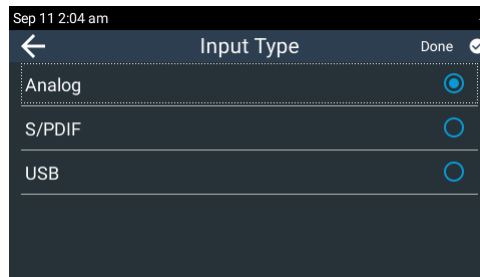 Sep 11 2:04 am
Input Type
Done
Analog
S/PDIF
USB